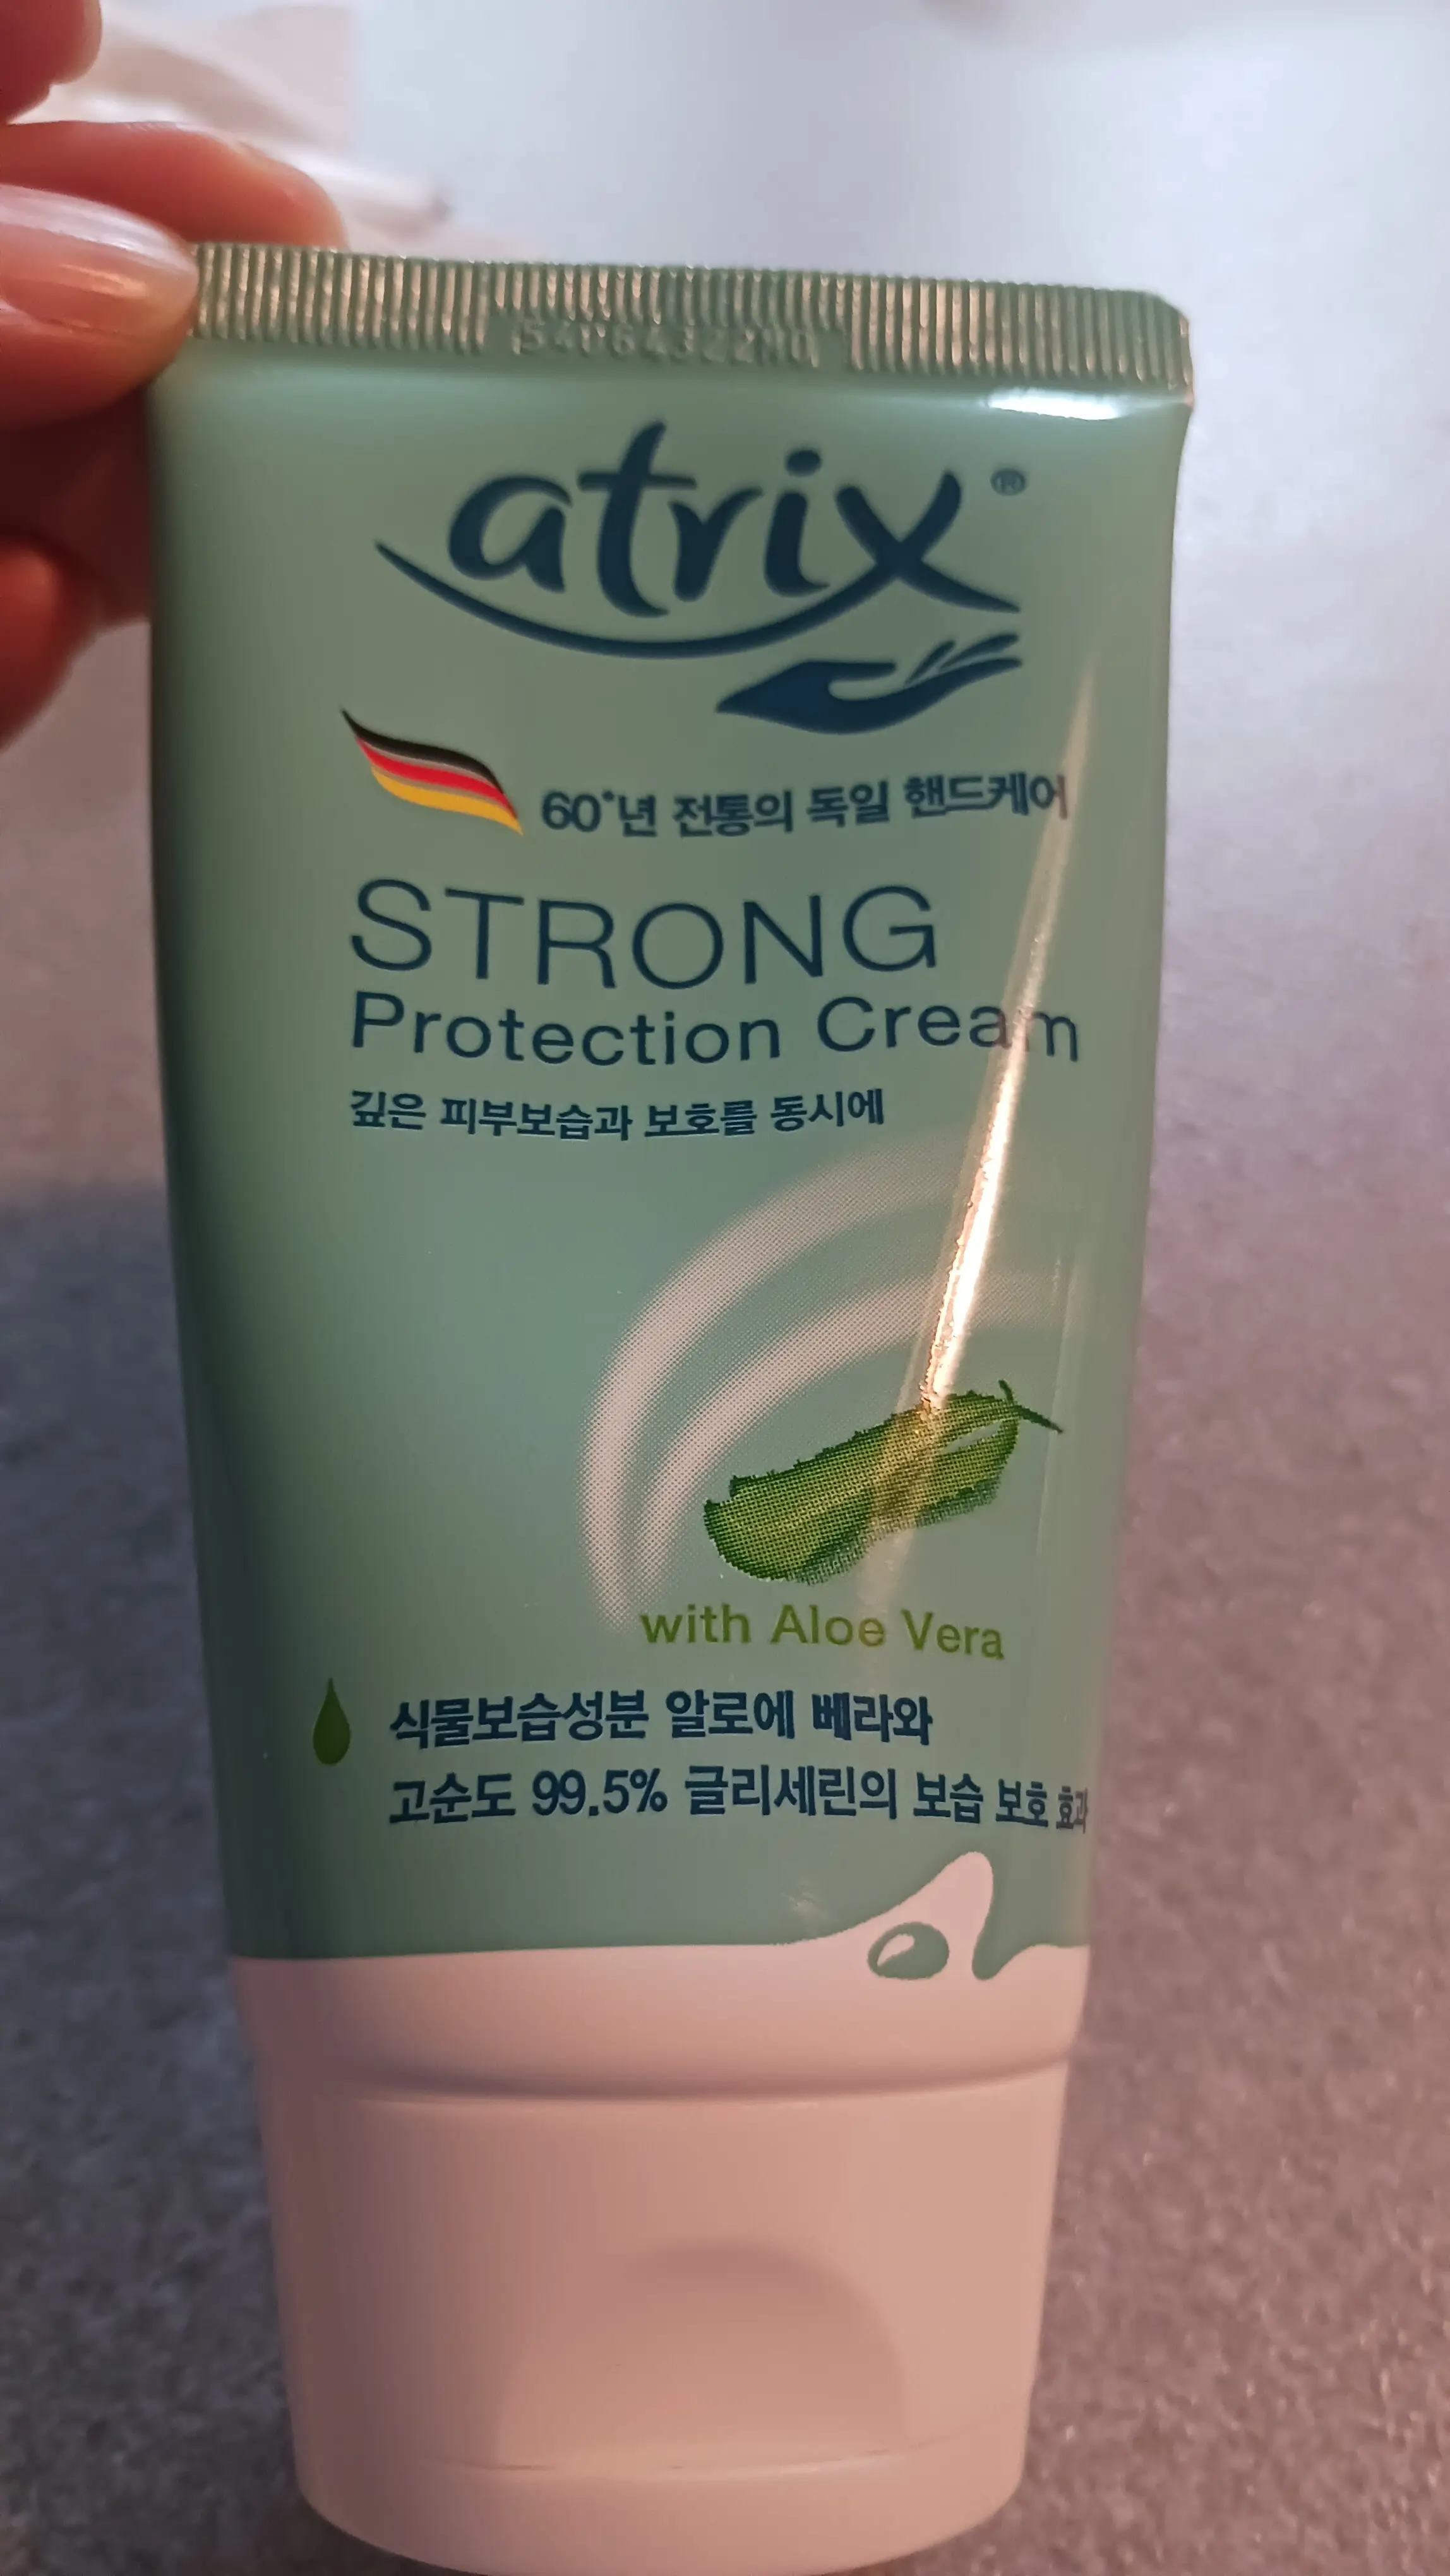 atrix®
60+년 전통의 독일 핸드케어
STRONG
Protection Cream
깊은 피부보습과 보호를 동시에
with Aloe Vera
식물보습성분 알로에 베라와
고순도 99.5% 글리세린의 보습 보호 효과